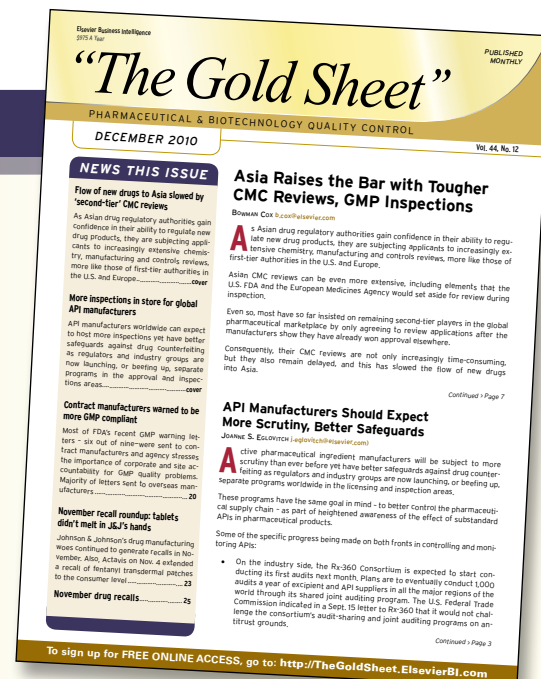 Elsevier Business Intelligence
$975 A Year
PUBLISHED
MONTHLY
“The Gold Sheet”
PHARMACEUTICAL & BIOTECHNOLOGY QUALITY CONTROL
DECEMBER 2010
Vol. 44, No. 12
NEWS THIS ISSUE
Flow of new drugs to Asia slowed by
‘second-tier’ CMC reviews
As Asian drug regulatory authorities gain
confidence in their ability to regulate new
drug products, they are subjecting appli-
cants to increasingly extensive chemis-
try, manufacturing and controls reviews,
more like those of first-tier authorities in
the U.S. and Europe......................cover
More inspections in store for global
API manufacturers
API manufacturers worldwide can expect
to host more inspections yet have better
safeguards against drug counterfeiting
as regulators and industry groups are
now launching, or beefing up, separate
programs in the approval and inspec-
tions areas..................................cover
Contract manufacturers warned to be
more GMP compliant
Most of FDA's recent GMP warning let-
ters – six out of nine–were sent to con-
tract manufacturers and agency stresses
the importance of corporate and site ac-
countability for GMP quality problems.
Majority of letters sent to overseas man-
ufacturers.................................... 20
November recall roundup: tablets
didn't melt in J&J's hands
Johnson & Johnson's drug manufacturing
woes continued to generate recalls in No-
vember. Also, Actavis on Nov. 4 extended
a recall of fentanyl transdermal patches
to the consumer level.................... 23
November drug recalls............... 25
Asia Raises the Bar with Tougher
CMC Reviews, GMP Inspections
Bowman Cox b.cox@elsevier.com
As Asian drug regulatory authorities gain confidence in their ability to regu-
late new drug products, they are subjecting applicants to increasingly ex-
tensive chemistry, manufacturing and controls reviews, more like those of
first-tier authorities in the U.S. and Europe.
Asian CMC reviews can be even more extensive, including elements that the
U.S. FDA and the European Medicines Agency would set aside for review during
inspection.
Even so, most have so far insisted on remaining second-tier players in the global
pharmaceutical marketplace by only agreeing to review applications after the
manufacturers show they have already won approval elsewhere.
Consequently, their CMC reviews are not only increasingly time-consuming,
but they also remain delayed, and this has slowed the flow of new drugs
into Asia.
Continued > Page 7
API Manufacturers Should Expect
More Scrutiny, Better Safeguards
Joanne S. Eglovitch (j.eglovitch@elsevier.com)
Active pharmaceutical ingredient manufacturers will be subject to more
scrutiny than ever before yet have better safeguards against drug counter-
feiting as regulators and industry groups are now launching, or beefing up,
separate programs worldwide in the licensing and inspection areas.
These programs have the same goal in mind – to better control the pharmaceuti-
cal supply chain – as part of heightened awareness of the effect of substandard
APIs in pharmaceutical products.
Some of the specific progress being made on both fronts in controlling and moni-
toring APIs:
• On the industry side, the Rx-360 Consortium is expected to start con-
ducting its first audits next month. Plans are to eventually conduct 1,000
audits a year of excipient and API suppliers in all the major regions of the
world through its shared joint auditing program. The U.S. Federal Trade
Commission indicated in a Sept. 15 letter to Rx-360 that it would not chal-
lenge the consortium's audit-sharing and joint auditing programs on an-
titrust grounds.
Continued > Page 3
To sign up for FREE ONLINE ACCESS, go to: http://TheGoldSheet.ElsevierBI.com